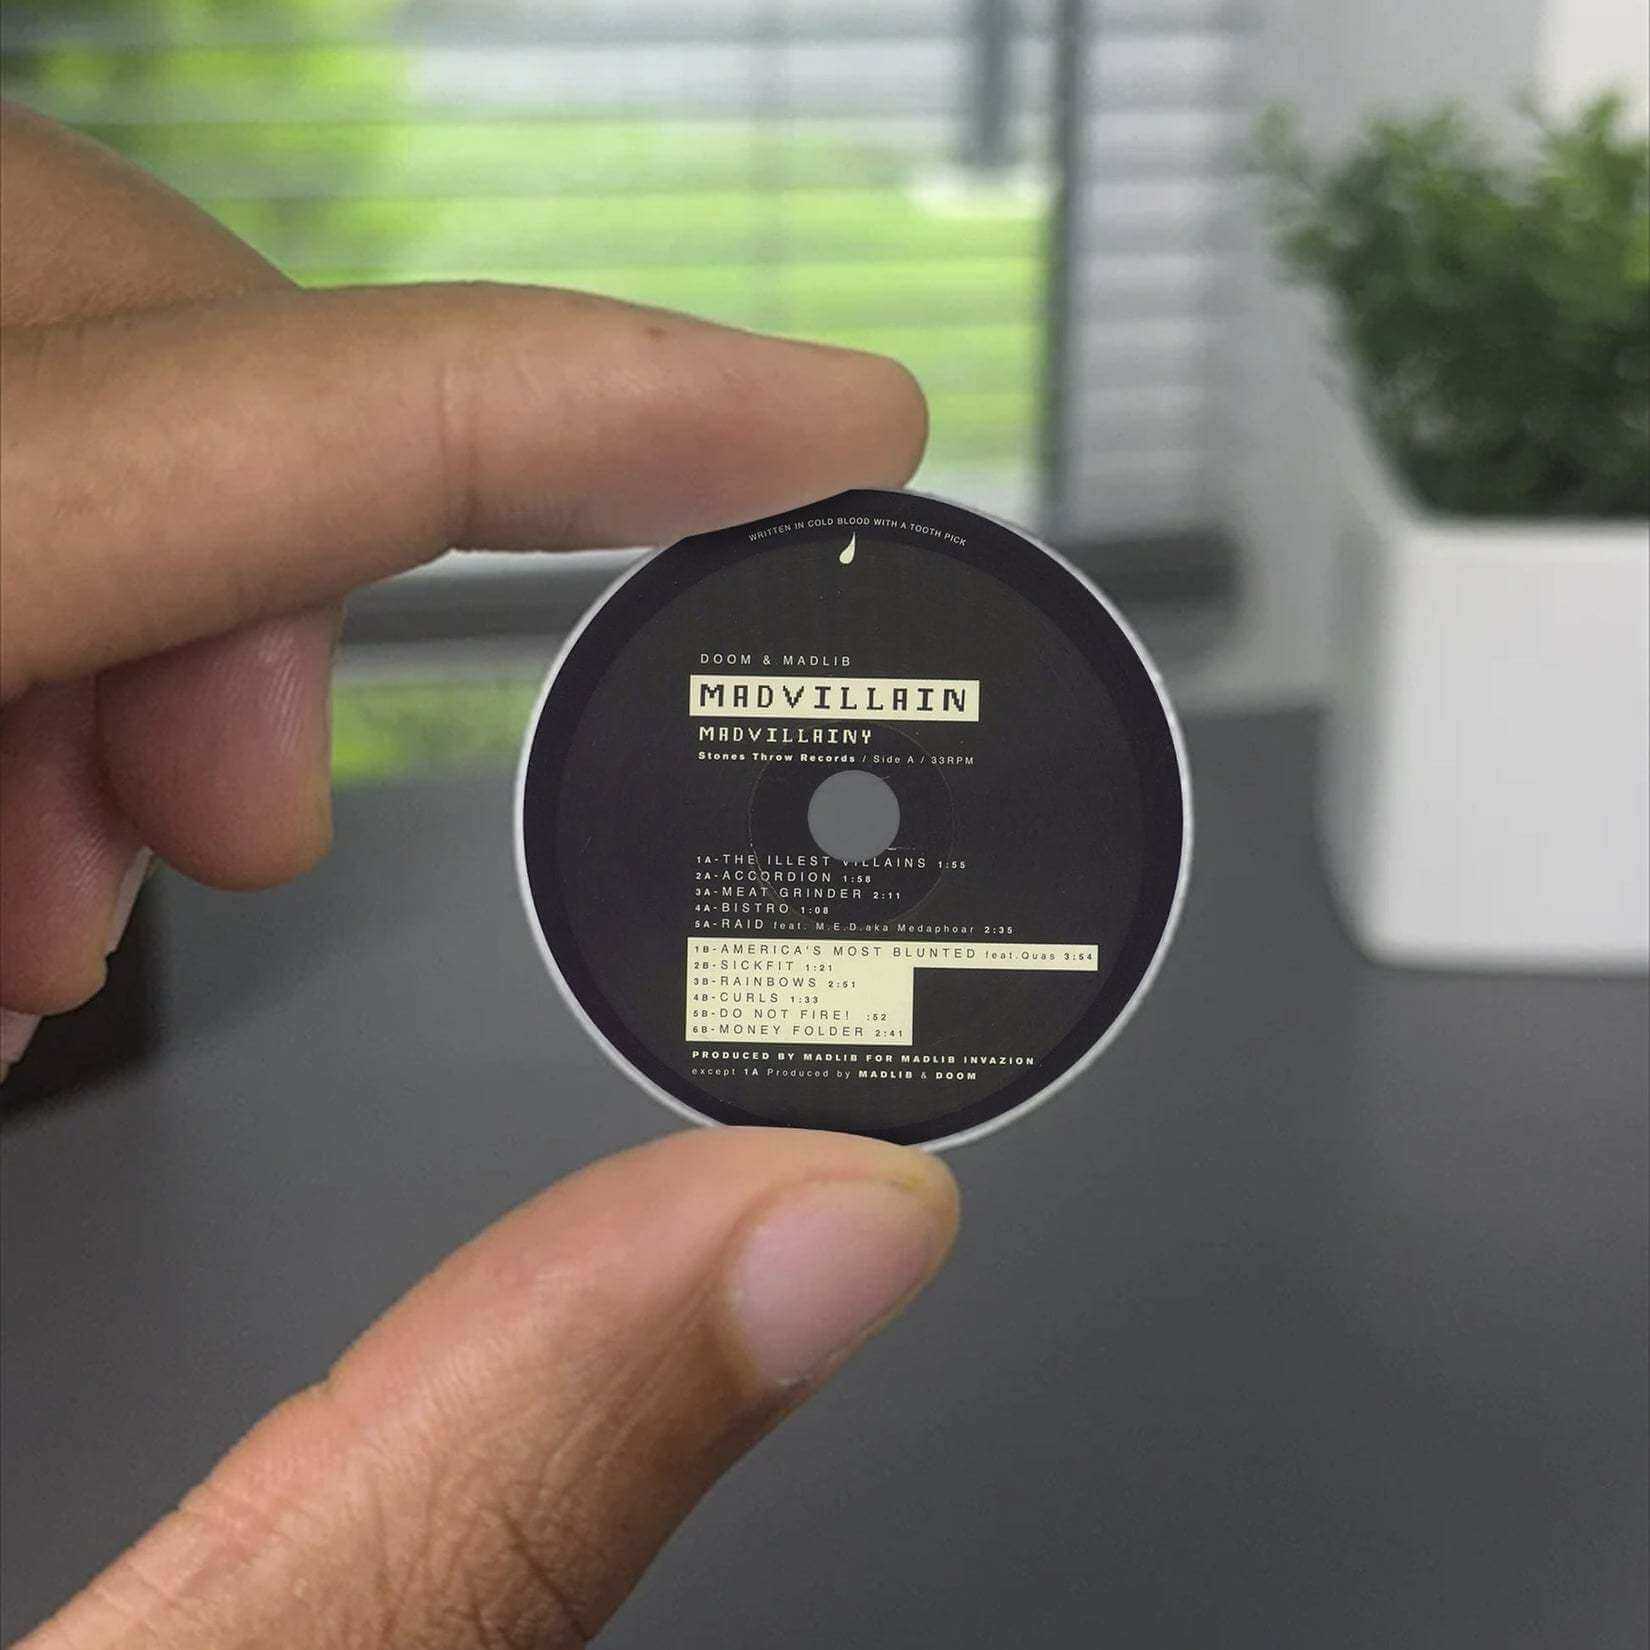 WRITTEN IN COLD BLOOD WITH A TOOTH PICK
DOOM & MADLIB
MADVILLAIN
MADVILLAINY
Stones Throw Records / Side A / 33RPM
1A-THE ILLEST VILLAINS 1:55
2A-ACCORDION 1:58
3A-MEAT GRINDER 2:11
4A-BISTRO 1:08
5A-RAID feat. M.E.D.aka Medaphoar 2:35
1B-AMERICA'S MOST BLUNTED feat.Quas 3:54
2B-SICKFIT 1:21
3B-RAINBOWS 2:51
4B-CURLS 1:33
5B-DO NOT FIRE! :52
6B-MONEY FOLDER 2:41
PRODUCED BY MADLIB FOR MADLIB INVAZION
except 1A Produced by MADLIB & DOOM